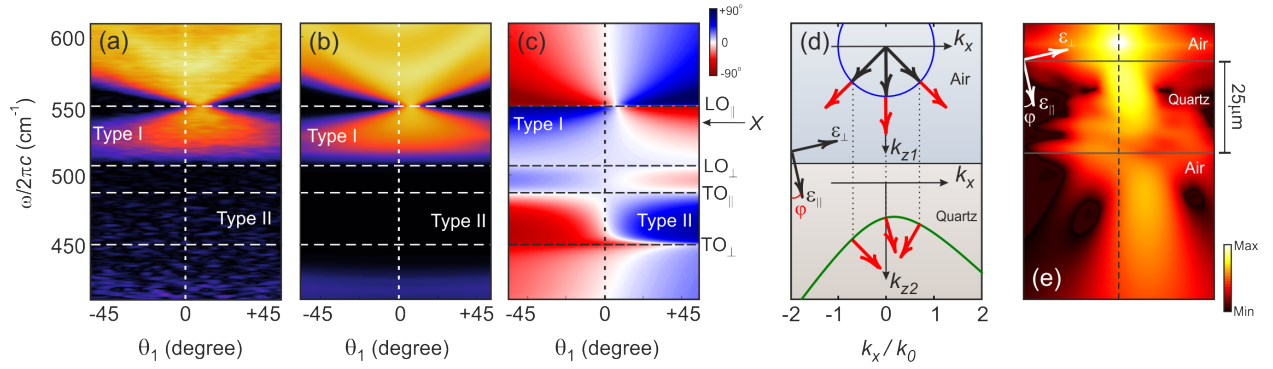 (a)
(b)
(c)
(d)
(e)
ω/2πc (cm⁻¹)
600
550
500
450
Type I
Type II
-45
0
+45
θ₁ (degree)
Type I
Type II
-45
0
+45
θ₁ (degree)
+90°
0
-90°
Type I
Type II
LO∥
X
LO⊥
TO∥
TO⊥
-45
0
+45
θ₁ (degree)
kₓ
Air
k_z1
ε⊥
ε∥
φ
kₓ
Quartz
k_z2
-2
-1
0
1
2
kₓ/k₀
ε⊥
Air
ε∥
φ
Quartz
25μm
Air
Max
Min